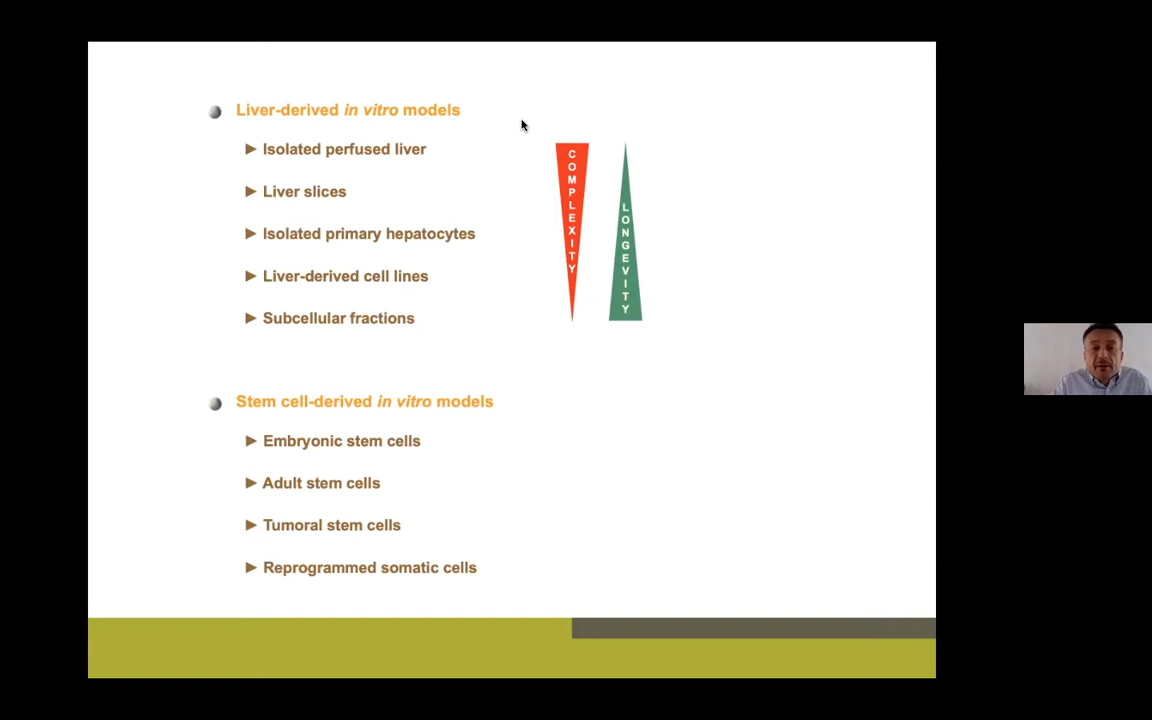 Liver-derived in vitro models
► Isolated perfused liver
► Liver slices
► Isolated primary hepatocytes
► Liver-derived cell lines
► Subcellular fractions
COMPLEXITY
LONGEVITY
Stem cell-derived in vitro models
► Embryonic stem cells
► Adult stem cells
► Tumoral stem cells
► Reprogrammed somatic cells